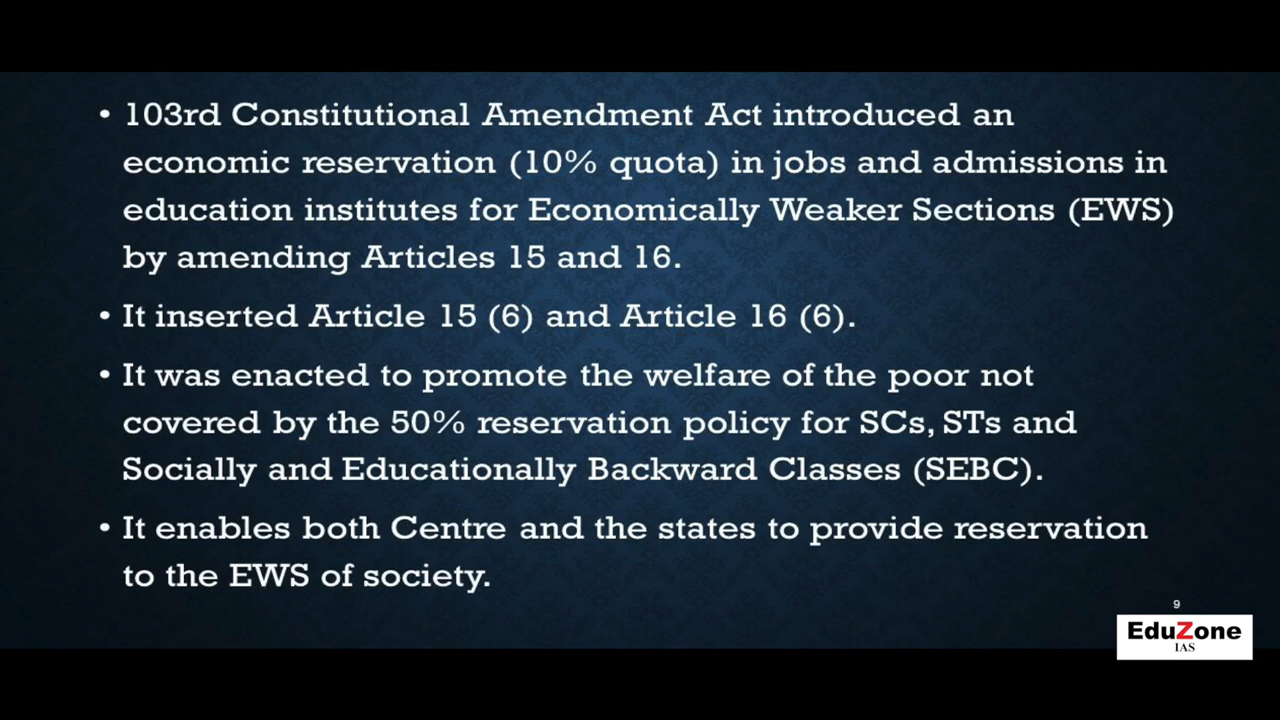 • 103rd Constitutional Amendment Act introduced an
economic reservation (10% quota) in jobs and admissions in
education institutes for Economically Weaker Sections (EWS)
by amending Articles 15 and 16.
• It inserted Article 15 (6) and Article 16 (6).
• It was enacted to promote the welfare of the poor not
covered by the 50% reservation policy for SCs, STs and
Socially and Educationally Backward Classes (SEBC).
• It enables both Centre and the states to provide reservation
to the EWS of society.
9
EduZone
IAS